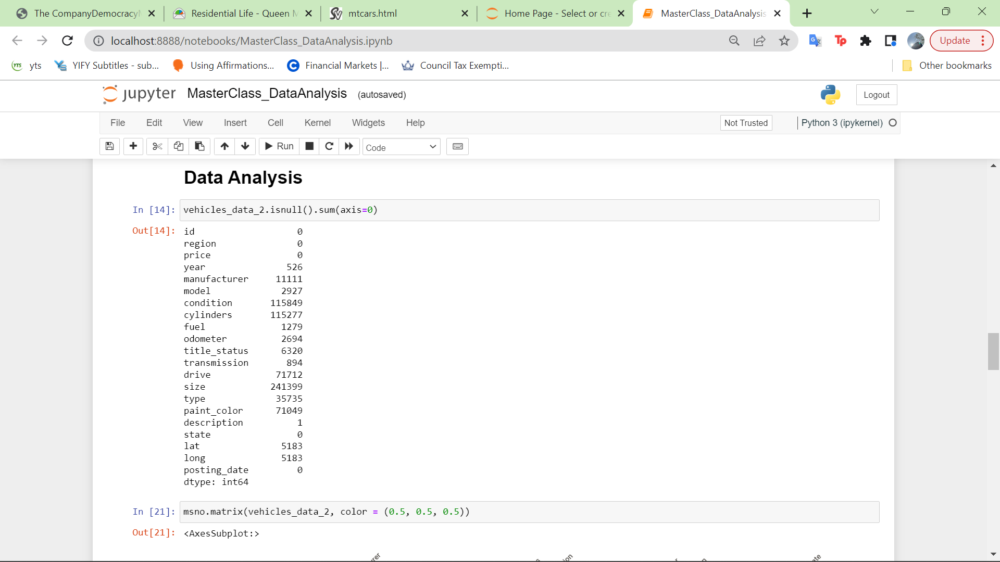 The CompanyDemocracyM
Residential Life - Queen M
mtcars.html
Home Page - Select or cre
MasterClass_DataAnalysis
localhost:8888/notebooks/MasterClass_DataAnalysis.ipynb
Update
yts
YIFY Subtitles - sub...
Using Affirmations...
Financial Markets |...
Council Tax Exempti...
Other bookmarks
jupyter MasterClass_DataAnalysis (autosaved)
Logout
File Edit View Insert Cell Kernel Widgets Help
Not Trusted
Python 3 (ipykernel)
Run
Code
Data Analysis
In [14]: vehicles_data_2.isnull().sum(axis=0)
Out[14]: id 0
region 0
price 0
year 526
manufacturer 11111
model 2927
condition 115849
cylinders 115277
fuel 1279
odometer 2694
title_status 6320
transmission 894
drive 71712
size 241399
type 35735
paint_color 71049
description 1
state 0
lat 5183
long 5183
posting_date 0
dtype: int64
In [21]: msno.matrix(vehicles_data_2, color = (0.5, 0.5, 0.5))
Out[21]: <AxesSubplot:>